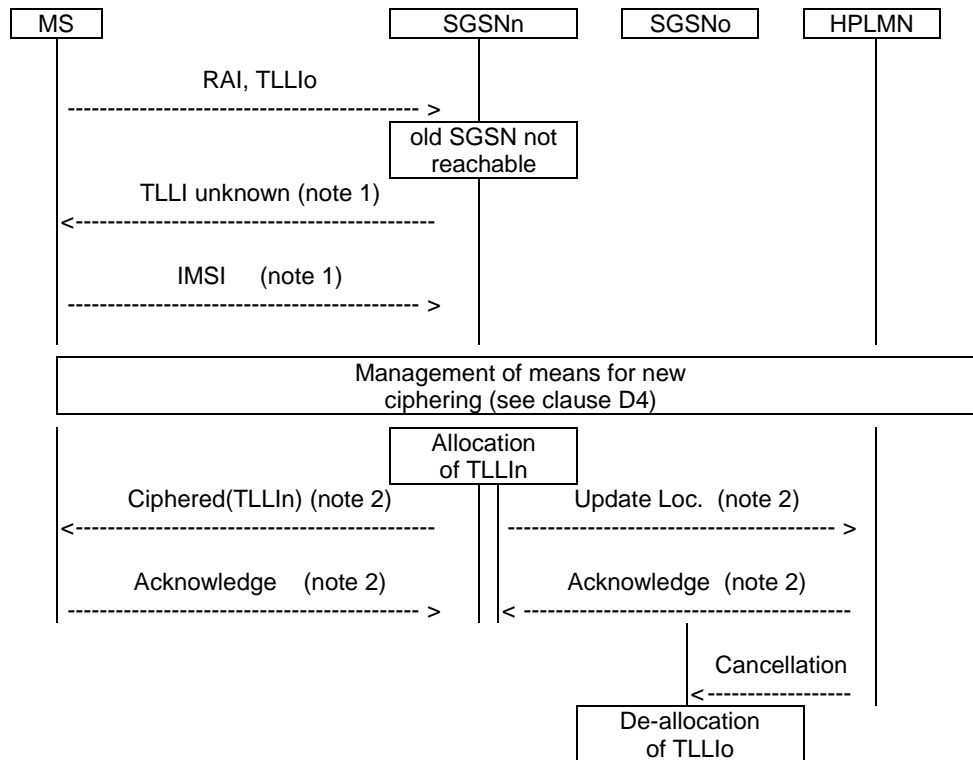 MS SGSNn SGSNo HPLMN
RAI, TLLIo
old SGSN not
reachable
TLLI unknown (note 1)
IMSI (note 1)
Management of means for new
ciphering (see clause D4)
Allocation
of TLLIn
Ciphered(TLLIn) (note 2) Update Loc. (note 2)
Acknowledge (note 2) Acknowledge (note 2)
Cancellation
De-allocation
of TLLIo